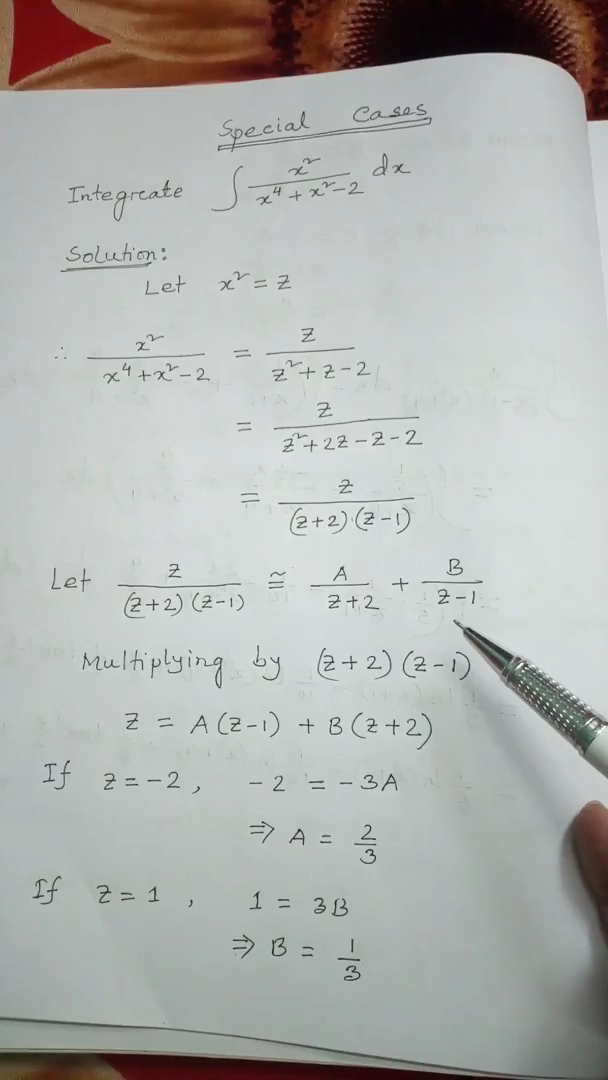 Special Cases
Integrate ∫ x²/(x⁴+x²-2) dx
Solution:
Let x² = z
∴ x²/(x⁴+x²-2) = z/(z²+z-2)
= z/(z²+2z-z-2)
= z/((z+2)·(z-1))
Let z/((z+2)(z-1)) ≅ A/(z+2) + B/(z-1)
Multiplying by (z+2)(z-1)
z = A(z-1) + B(z+2)
If z = -2, -2 = -3A
⇒ A = 2/3
If z = 1, 1 = 3B
⇒ B = 1/3